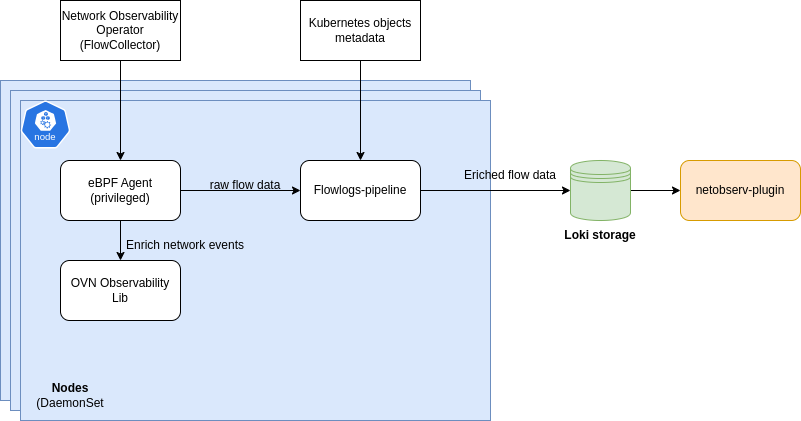 Network Observability
Operator
(FlowCollector)
Kubernetes objects
metadata
node
eBPF Agent
(privileged)
raw flow data
Flowlogs-pipeline
Eriched flow data
Loki storage
netobserv-plugin
Enrich network events
OVN Observability
Lib
Nodes
(DaemonSet